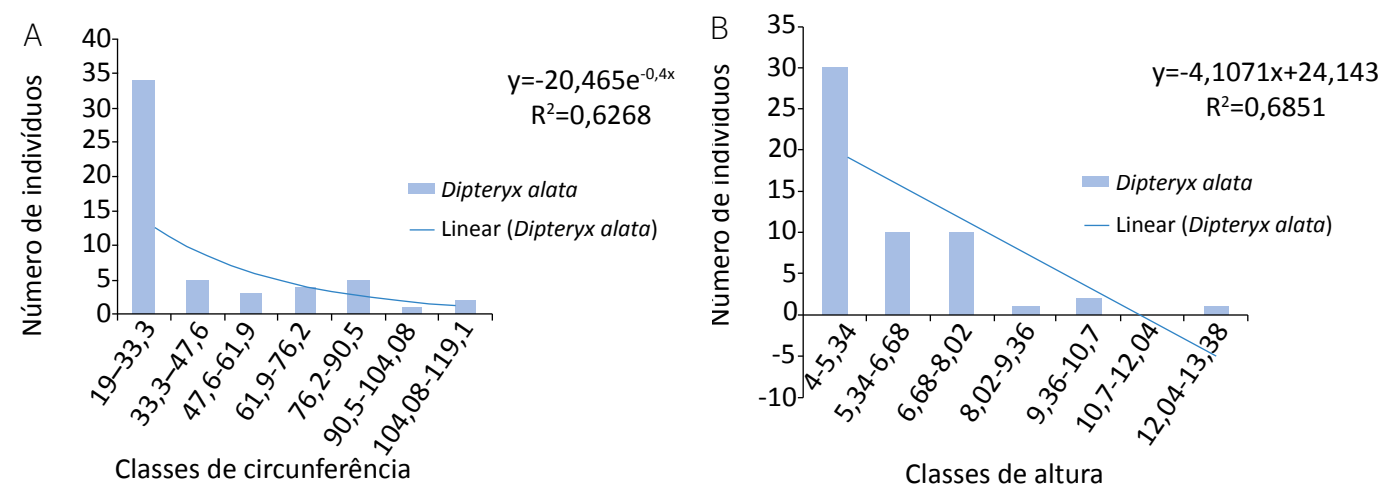 A
Número de indivíduos
40
35
30
25
20
15
10
5
0
y=-20,465e-0,4x
R2=0,6268
Dipteryx alata
Linear (Dipteryx alata)
19–33,3
33,3–47,6
47,6-61,9
61,9-76,2
76,2-90,5
90,5-104,08
104,08-119,1
Classes de circunferência
B
Número de individuos
35
30
25
20
15
10
5
0
-5
-10
y=-4,1071x+24,143
R2=0,6851
Dipteryx alata
Linear (Dipteryx alata)
4-5,34
5,34-6,68
6,68-8,02
8,02-9,36
9,36-10,7
10,7-12,04
12,04-13,38
Classes de altura